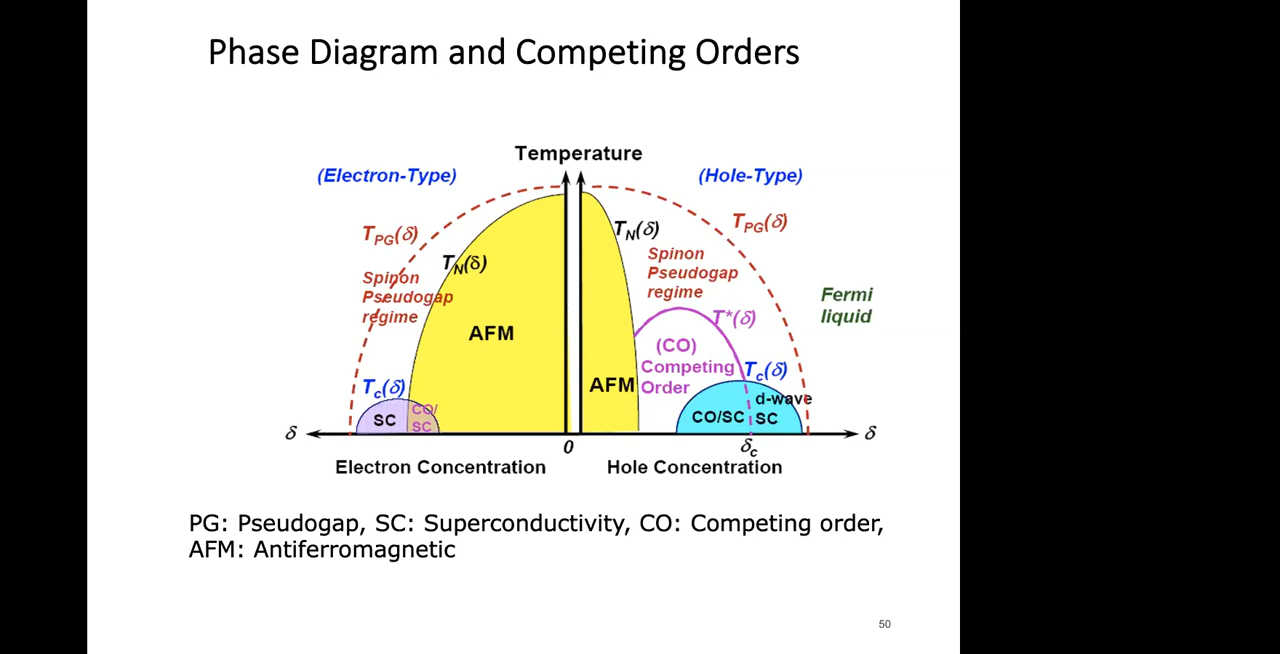 Phase Diagram and Competing Orders
Temperature
(Electron-Type)
(Hole-Type)
T_PG(δ)
T_PG(δ)
T_N(δ)
T_N(δ)
Spinon
Pseudogap
regime
Spinon
Pseudogap
regime
Fermi
liquid
T*(δ)
AFM
(CO)
Competing
Order
AFM
T_c(δ)
T_c(δ)
d-wave
SC
SC
CO/
SC
CO/SC
δ
0
δ_c
δ
Electron Concentration
Hole Concentration
PG: Pseudogap, SC: Superconductivity, CO: Competing order,
AFM: Antiferromagnetic
50